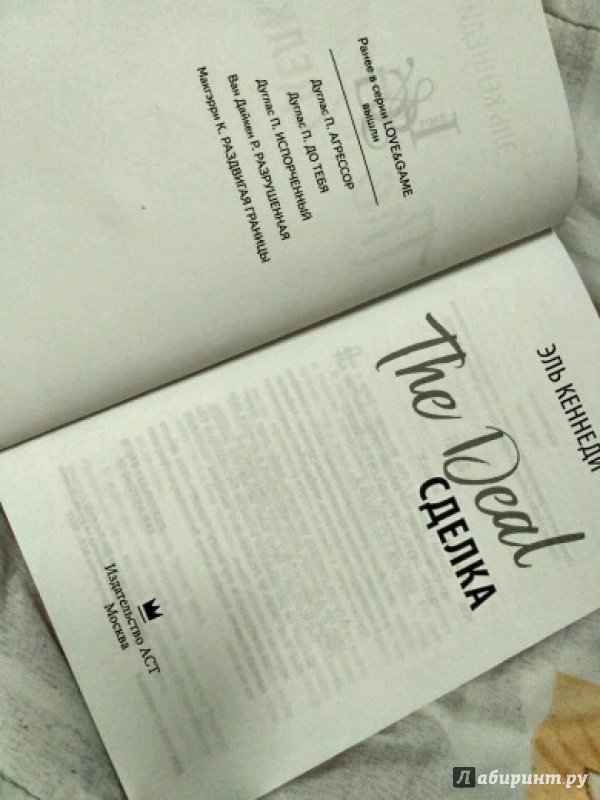 Ранее в серии LOVE&GAME
вышли
Дуглас П. АГРЕССОР
Дуглас П. ДО ТЕБЯ
Дуглас П. ИСПОРЧЕННЫЙ
Ван Дайкен Р. РАЗРУШЕННАЯ
Макгэрри К. РАЗДВИГАЯ ГРАНИЦЫ
ЭЛЬ КЕННЕДИ
The Deal
СДЕЛКА
Издательство АСТ
Москва
Лабиринт.ру